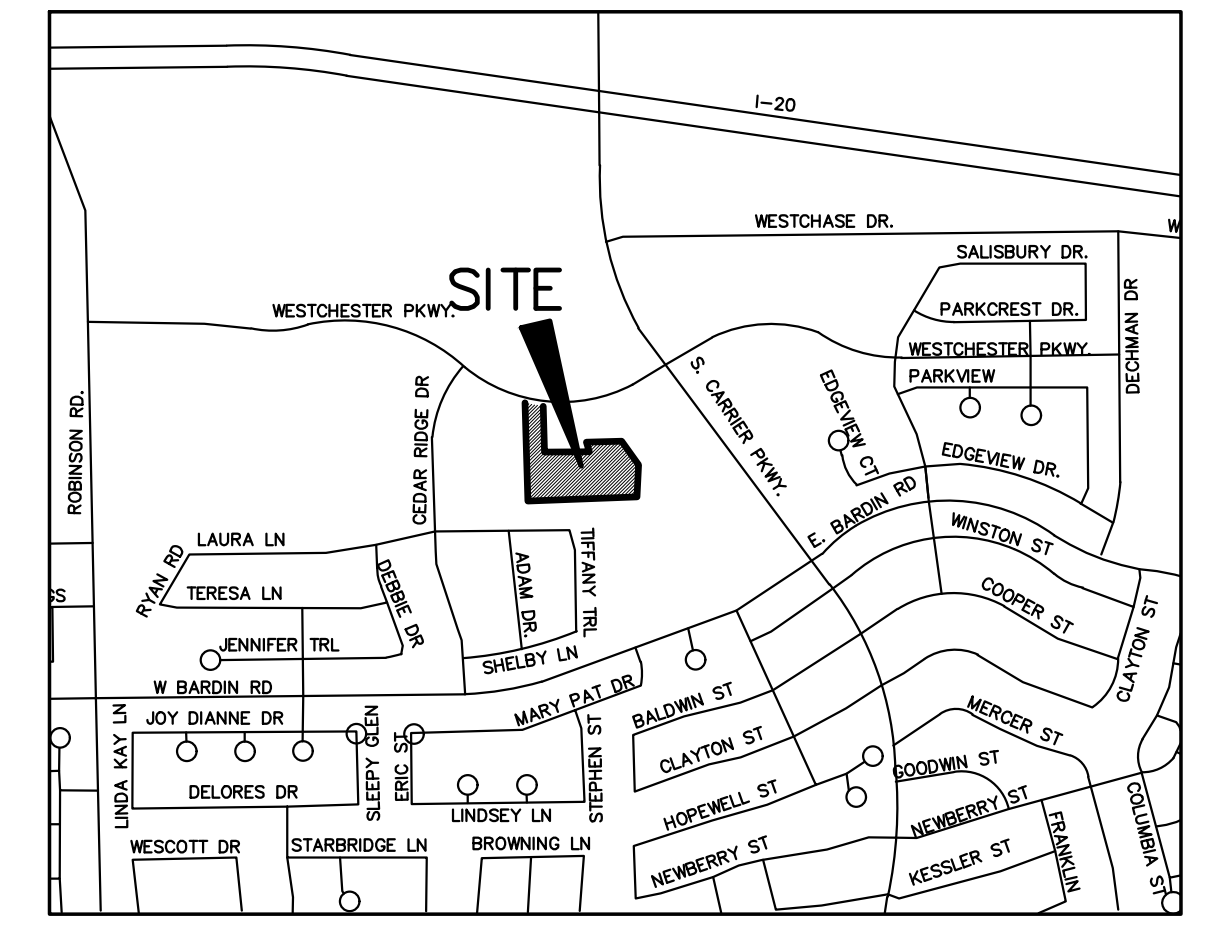 I-20
WESTCHASE DR.
W
SALISBURY DR.
SITE
WESTCHESTER PKWY.
PARKCREST DR.
DECHMAN DR
WESTCHESTER PKWY.
PARKVIEW
ROBINSON RD.
CEDAR RIDGE DR
S. CARRIER PKWY.
EDGEVIEW CT
EDGEVIEW DR.
E. BARDIN RD
WINSTON ST
LAURA LN
RYAN RD
TERESA LN
DEBBIE DR
ADAM DR.
TIFFANY TRL
GS
COOPER ST
CLAYTON ST
JENNIFER TRL
SHELBY LN
W BARDIN RD
MARY PAT DR
BALDWIN ST
MERCER ST
LINDA KAY LN
JOY DIANNE DR
SLEEPY GLEN
ERIC ST
STEPHEN ST
CLAYTON ST
GOODWIN ST
DELORES DR
LINDSEY LN
HOPEWELL ST
NEWBERRY ST
COLUMBIA ST
FRANKLIN
WESCOTT DR
STARBRIDGE LN
BROWNING LN
NEWBERRY ST
KESSLER ST